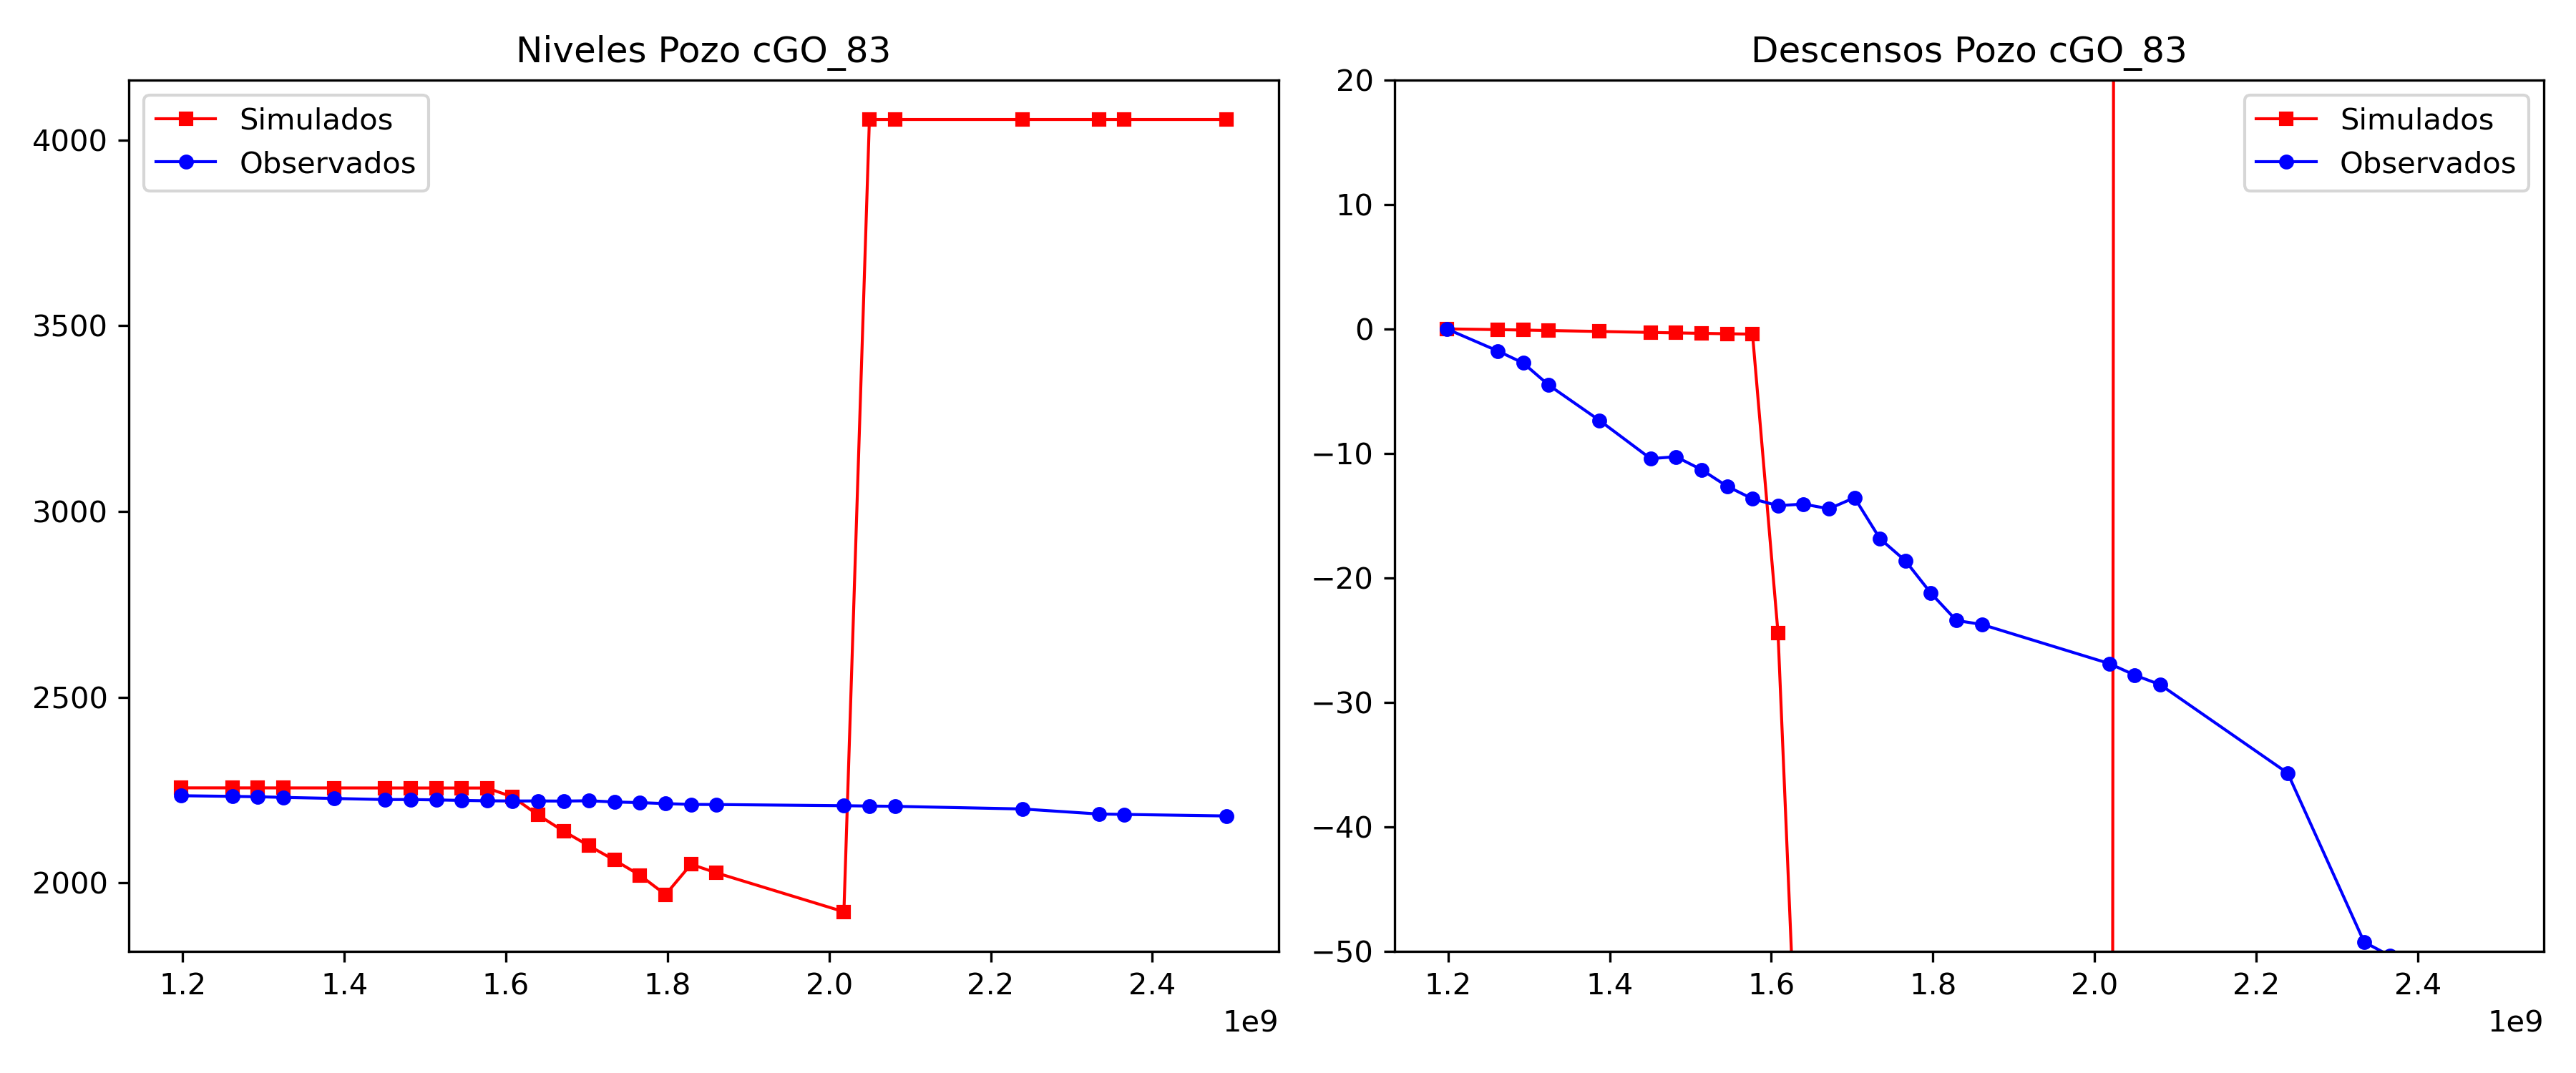 Niveles Pozo cGO_83
Simulados
Observados
4000
3500
3000
2500
2000
1.2 1.4 1.6 1.8 2.0 2.2 2.4
1e9
Descensos Pozo cGO_83
Simulados
Observados
20
10
0
−10
−20
−30
−40
−50
1.2 1.4 1.6 1.8 2.0 2.2 2.4
1e9